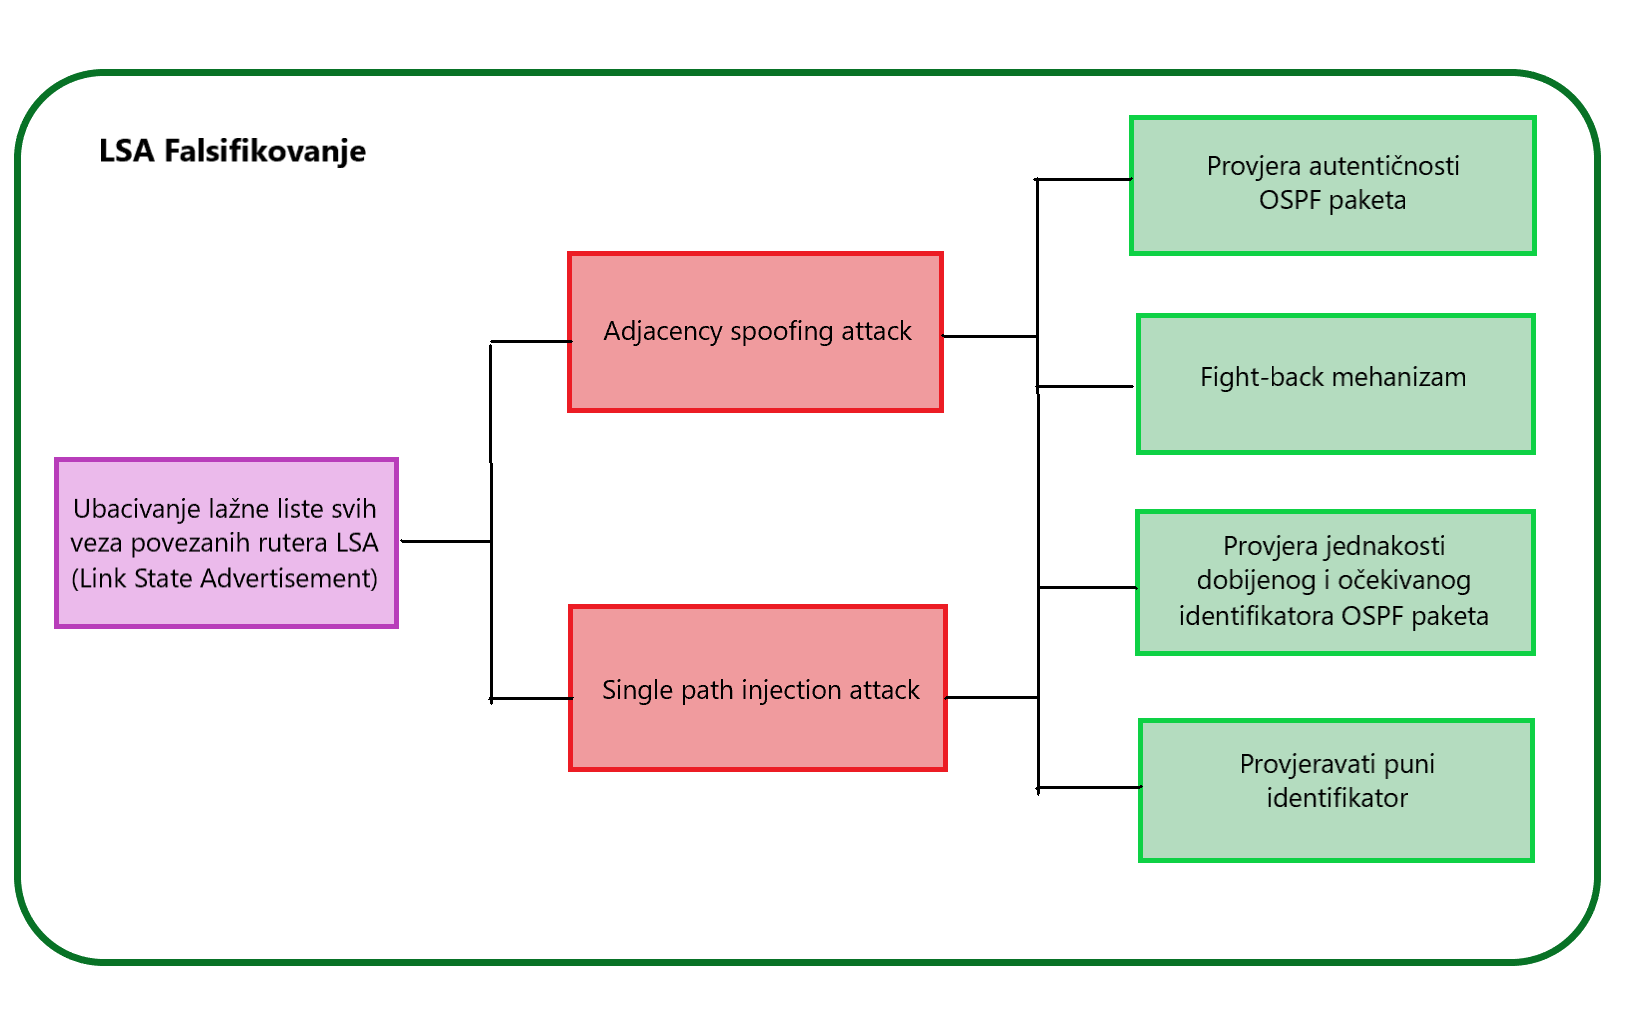 LSA Falsifikovanje
Ubacivanje lažne liste svih
veza povezanih rutera LSA
(Link State Advertisement)
Adjacency spoofing attack
Single path injection attack
Provjera autentičnosti
OSPF paketa
Fight-back mehanizam
Provjera jednakosti
dobijenog i očekivanog
identifikatora OSPF paketa
Provjeravati puni
identifikator